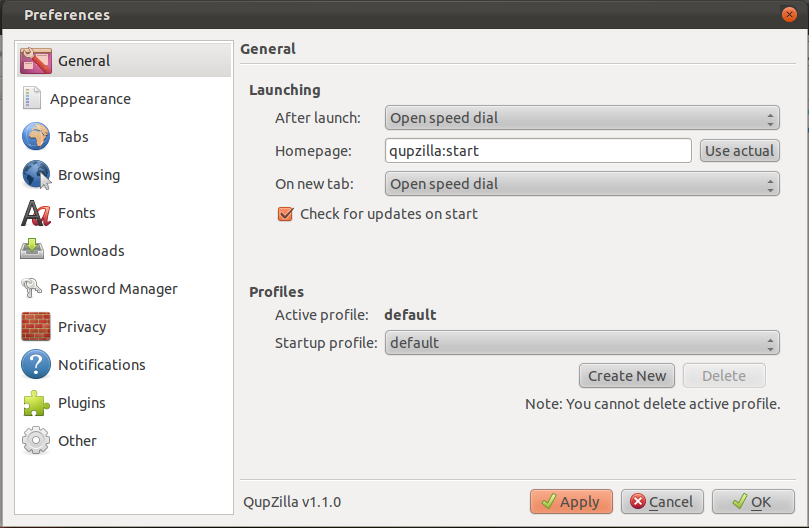 Preferences
General
Appearance
Tabs
Browsing
Fonts
Downloads
Password Manager
Privacy
Notifications
Plugins
Other
General
Launching
After launch: Open speed dial
Homepage: qupzilla:start Use actual
On new tab: Open speed dial
Check for updates on start
Profiles
Active profile: default
Startup profile: default
Create New Delete
Note: You cannot delete active profile.
QupZilla v1.1.0 Apply Cancel OK